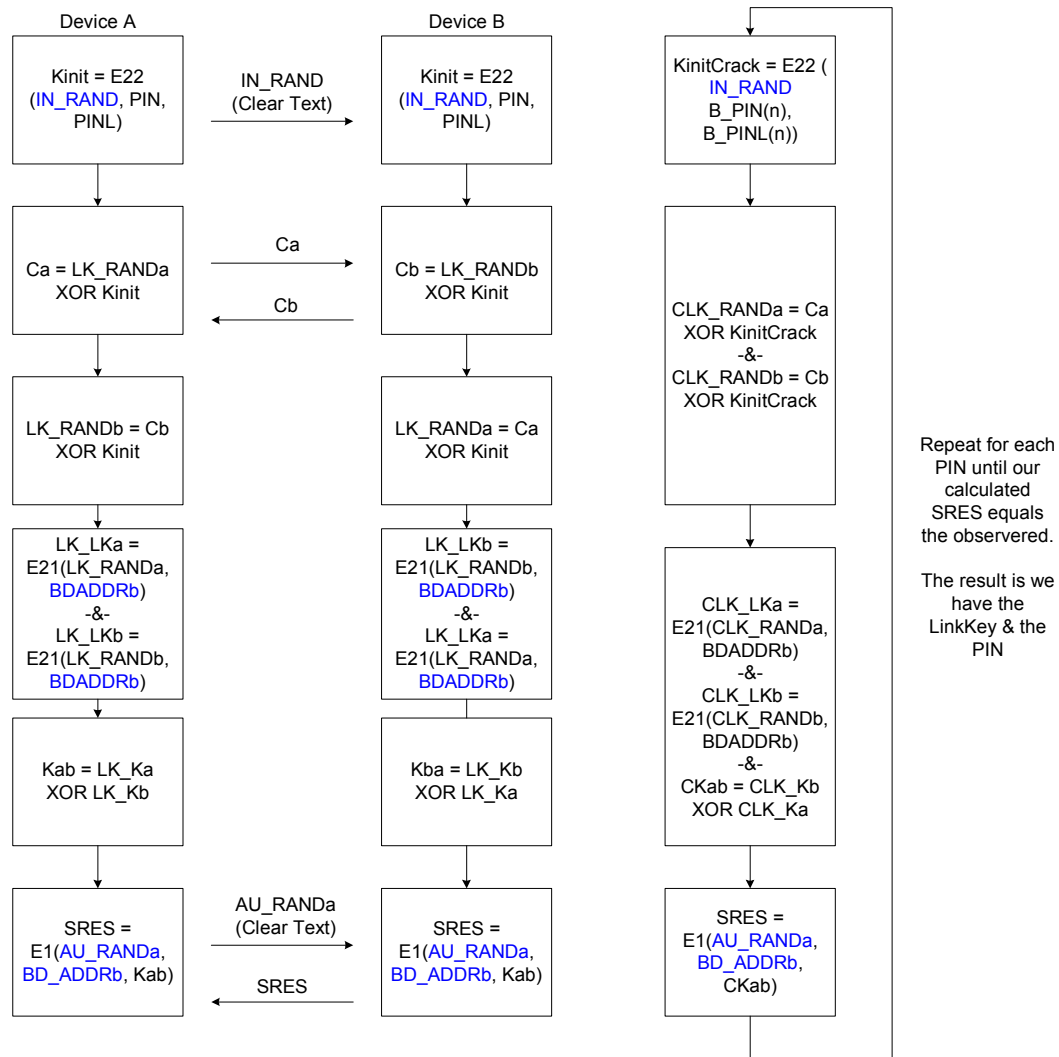 Device A
Kinit = E22
(IN_RAND, PIN,
PINL)
Ca = LK_RANDa
XOR Kinit
LK_RANDb = Cb
XOR Kinit
LK_LKa =
E21(LK_RANDa,
BDADDRb)
-&-
LK_LKb =
E21(LK_RANDb,
BDADDRb)
Kab = LK_Ka
XOR LK_Kb
SRES =
E1(AU_RANDa,
BD_ADDRb, Kab)
IN_RAND
(Clear Text)
Ca
Cb
AU_RANDa
(Clear Text)
SRES
Device B
Kinit = E22
(IN_RAND, PIN,
PINL)
Cb = LK_RANDb
XOR Kinit
LK_RANDa = Ca
XOR Kinit
LK_LKb =
E21(LK_RANDb,
BDADDRb)
-&-
LK_LKa =
E21(LK_RANDa,
BDADDRb)
Kba = LK_Kb
XOR LK_Ka
SRES =
E1(AU_RANDa,
BD_ADDRb, Kab)
KinitCrack = E22 (
IN_RAND
B_PIN(n),
B_PINL(n))
CLK_RANDa = Ca
XOR KinitCrack
-&-
CLK_RANDb = Cb
XOR KinitCrack
CLK_LKa =
E21(CLK_RANDa,
BDADDRb)
-&-
CLK_LKb =
E21(CLK_RANDb,
BDADDRb)
-&-
CKab = CLK_Kb
XOR CLK_Ka
SRES =
E1(AU_RANDa,
BD_ADDRb,
CKab)
Repeat for each
PIN until our
calculated
SRES equals
the observered.
The result is we
have the
LinkKey & the
PIN